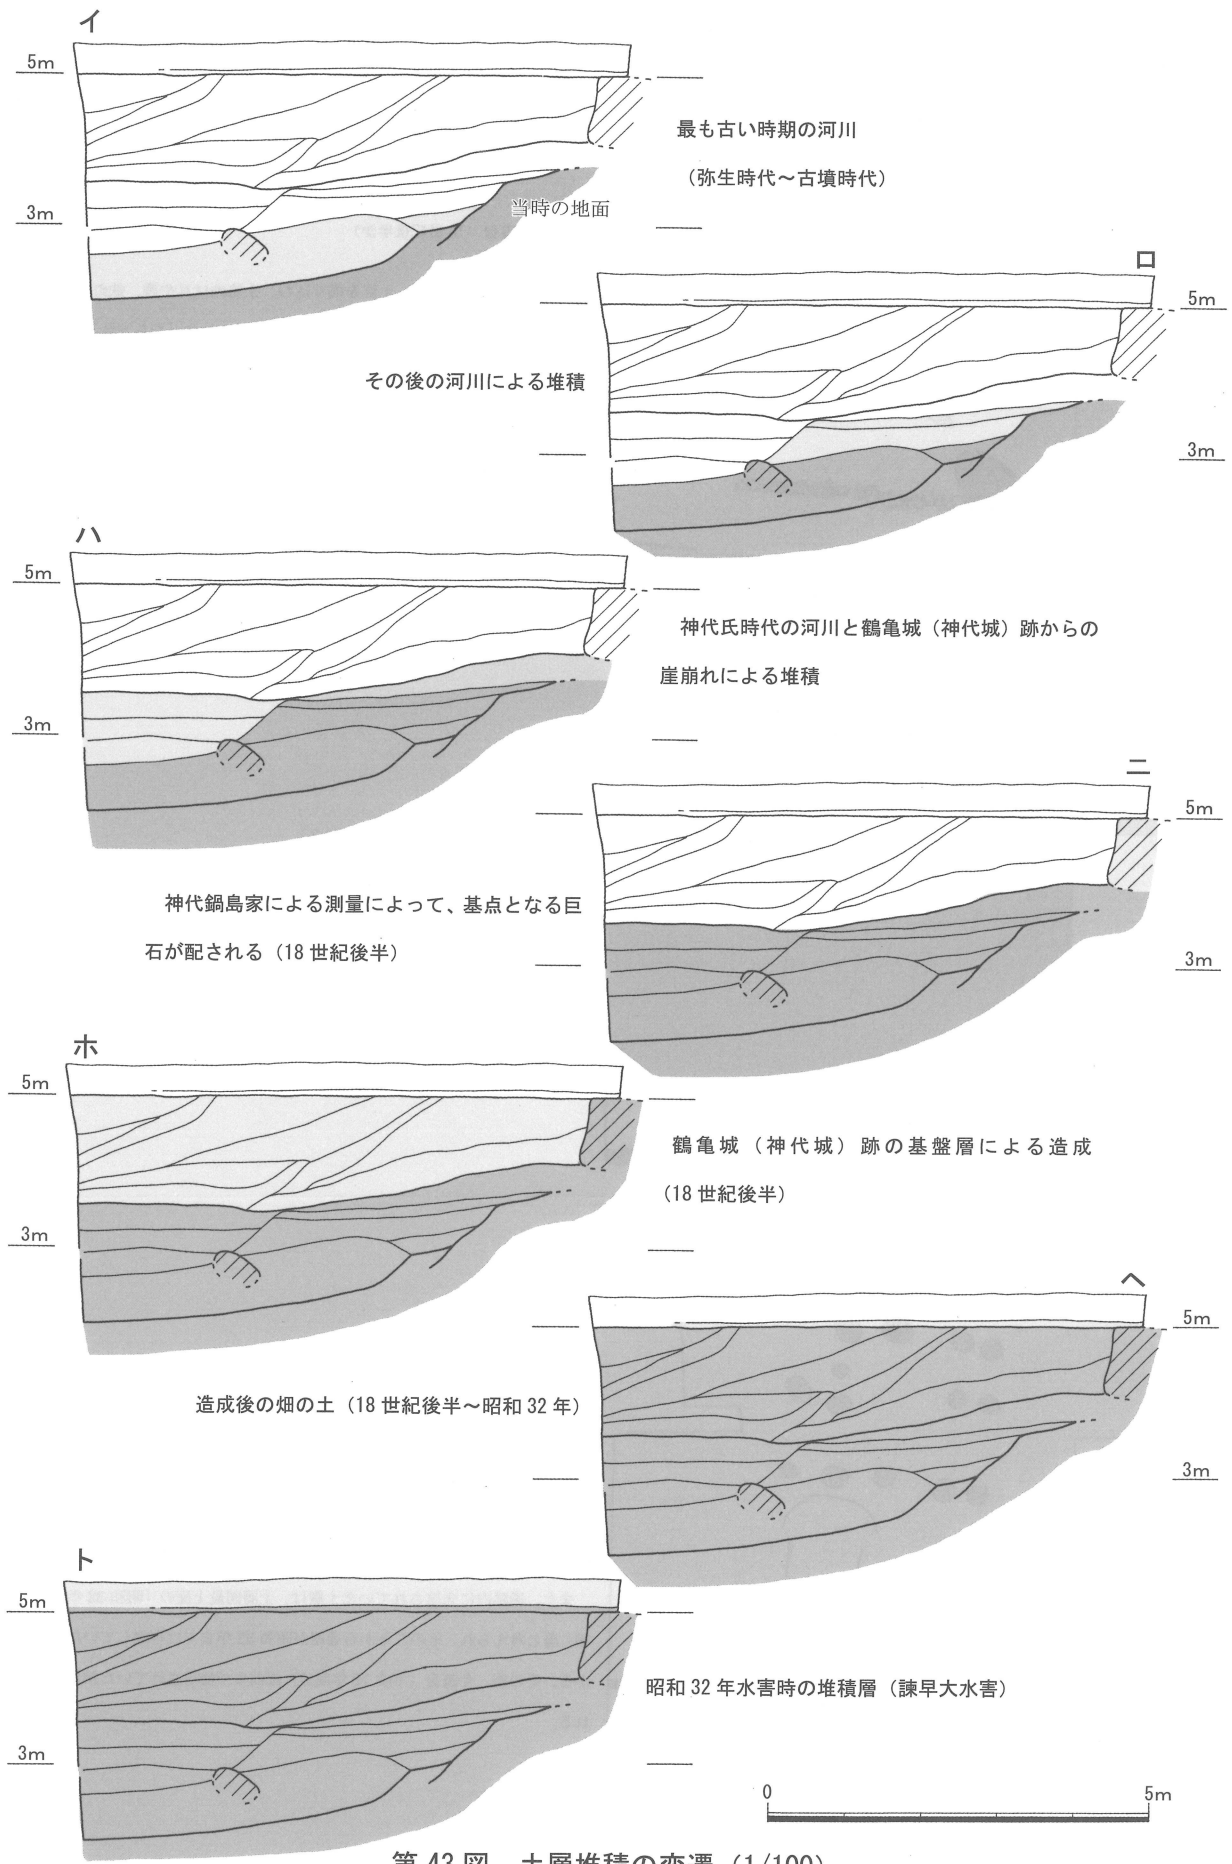 イ
5m
最も古い時期の河川
（弥生時代～古墳時代）
3m
当時の地面
ロ
5m
その後の河川による堆積
3m
ハ
5m
神代氏時代の河川と鶴亀城（神代城）跡からの
崖崩れによる堆積
3m
ニ
5m
神代鍋島家による測量によって、基点となる巨
石が配される（18 世紀後半）
3m
ホ
5m
鶴亀城（神代城）跡の基盤層による造成
（18 世紀後半）
3m
ヘ
5m
造成後の畑の土（18 世紀後半～昭和 32 年）
3m
ト
5m
昭和 32 年水害時の堆積層（諫早大水害）
3m
0 5m
第 43 図 土層堆積の変遷（1/100）